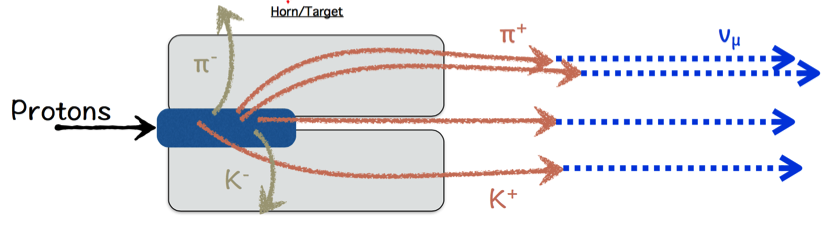 Horn/Target
π⁺
ν_μ
π⁻
Protons
K⁻
K⁺